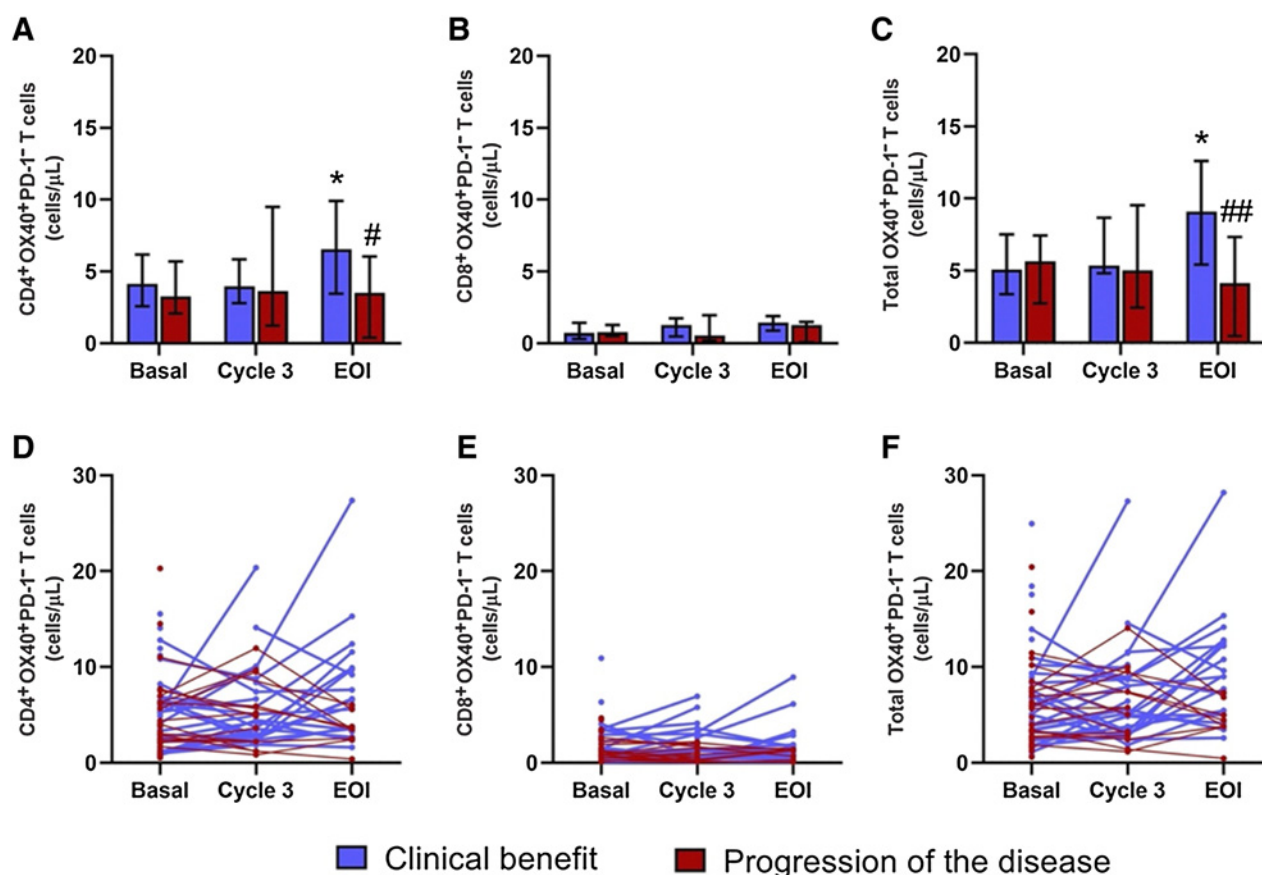 A
CD4⁺ OX40⁺PD-1⁻ T cells
(cells/μL)
20
15
10
5
0
*
#
Basal Cycle 3 EOI
B
CD8⁺ OX40⁺PD-1⁻ T cells
(cells/μL)
20
15
10
5
0
Basal Cycle 3 EOI
C
Total OX40⁺PD-1⁻ T cells
(cells/μL)
20
15
10
5
0
*
##
Basal Cycle 3 EOI
D
CD4⁺ OX40⁺PD-1⁻ T cells
(cells/μL)
30
20
10
0
Basal Cycle 3 EOI
E
CD8⁺ OX40⁺PD-1⁻ T cells
(cells/μL)
30
20
10
0
Basal Cycle 3 EOI
F
Total OX40⁺PD-1⁻ T cells
(cells/μL)
30
20
10
0
Basal Cycle 3 EOI
Clinical benefit Progression of the disease